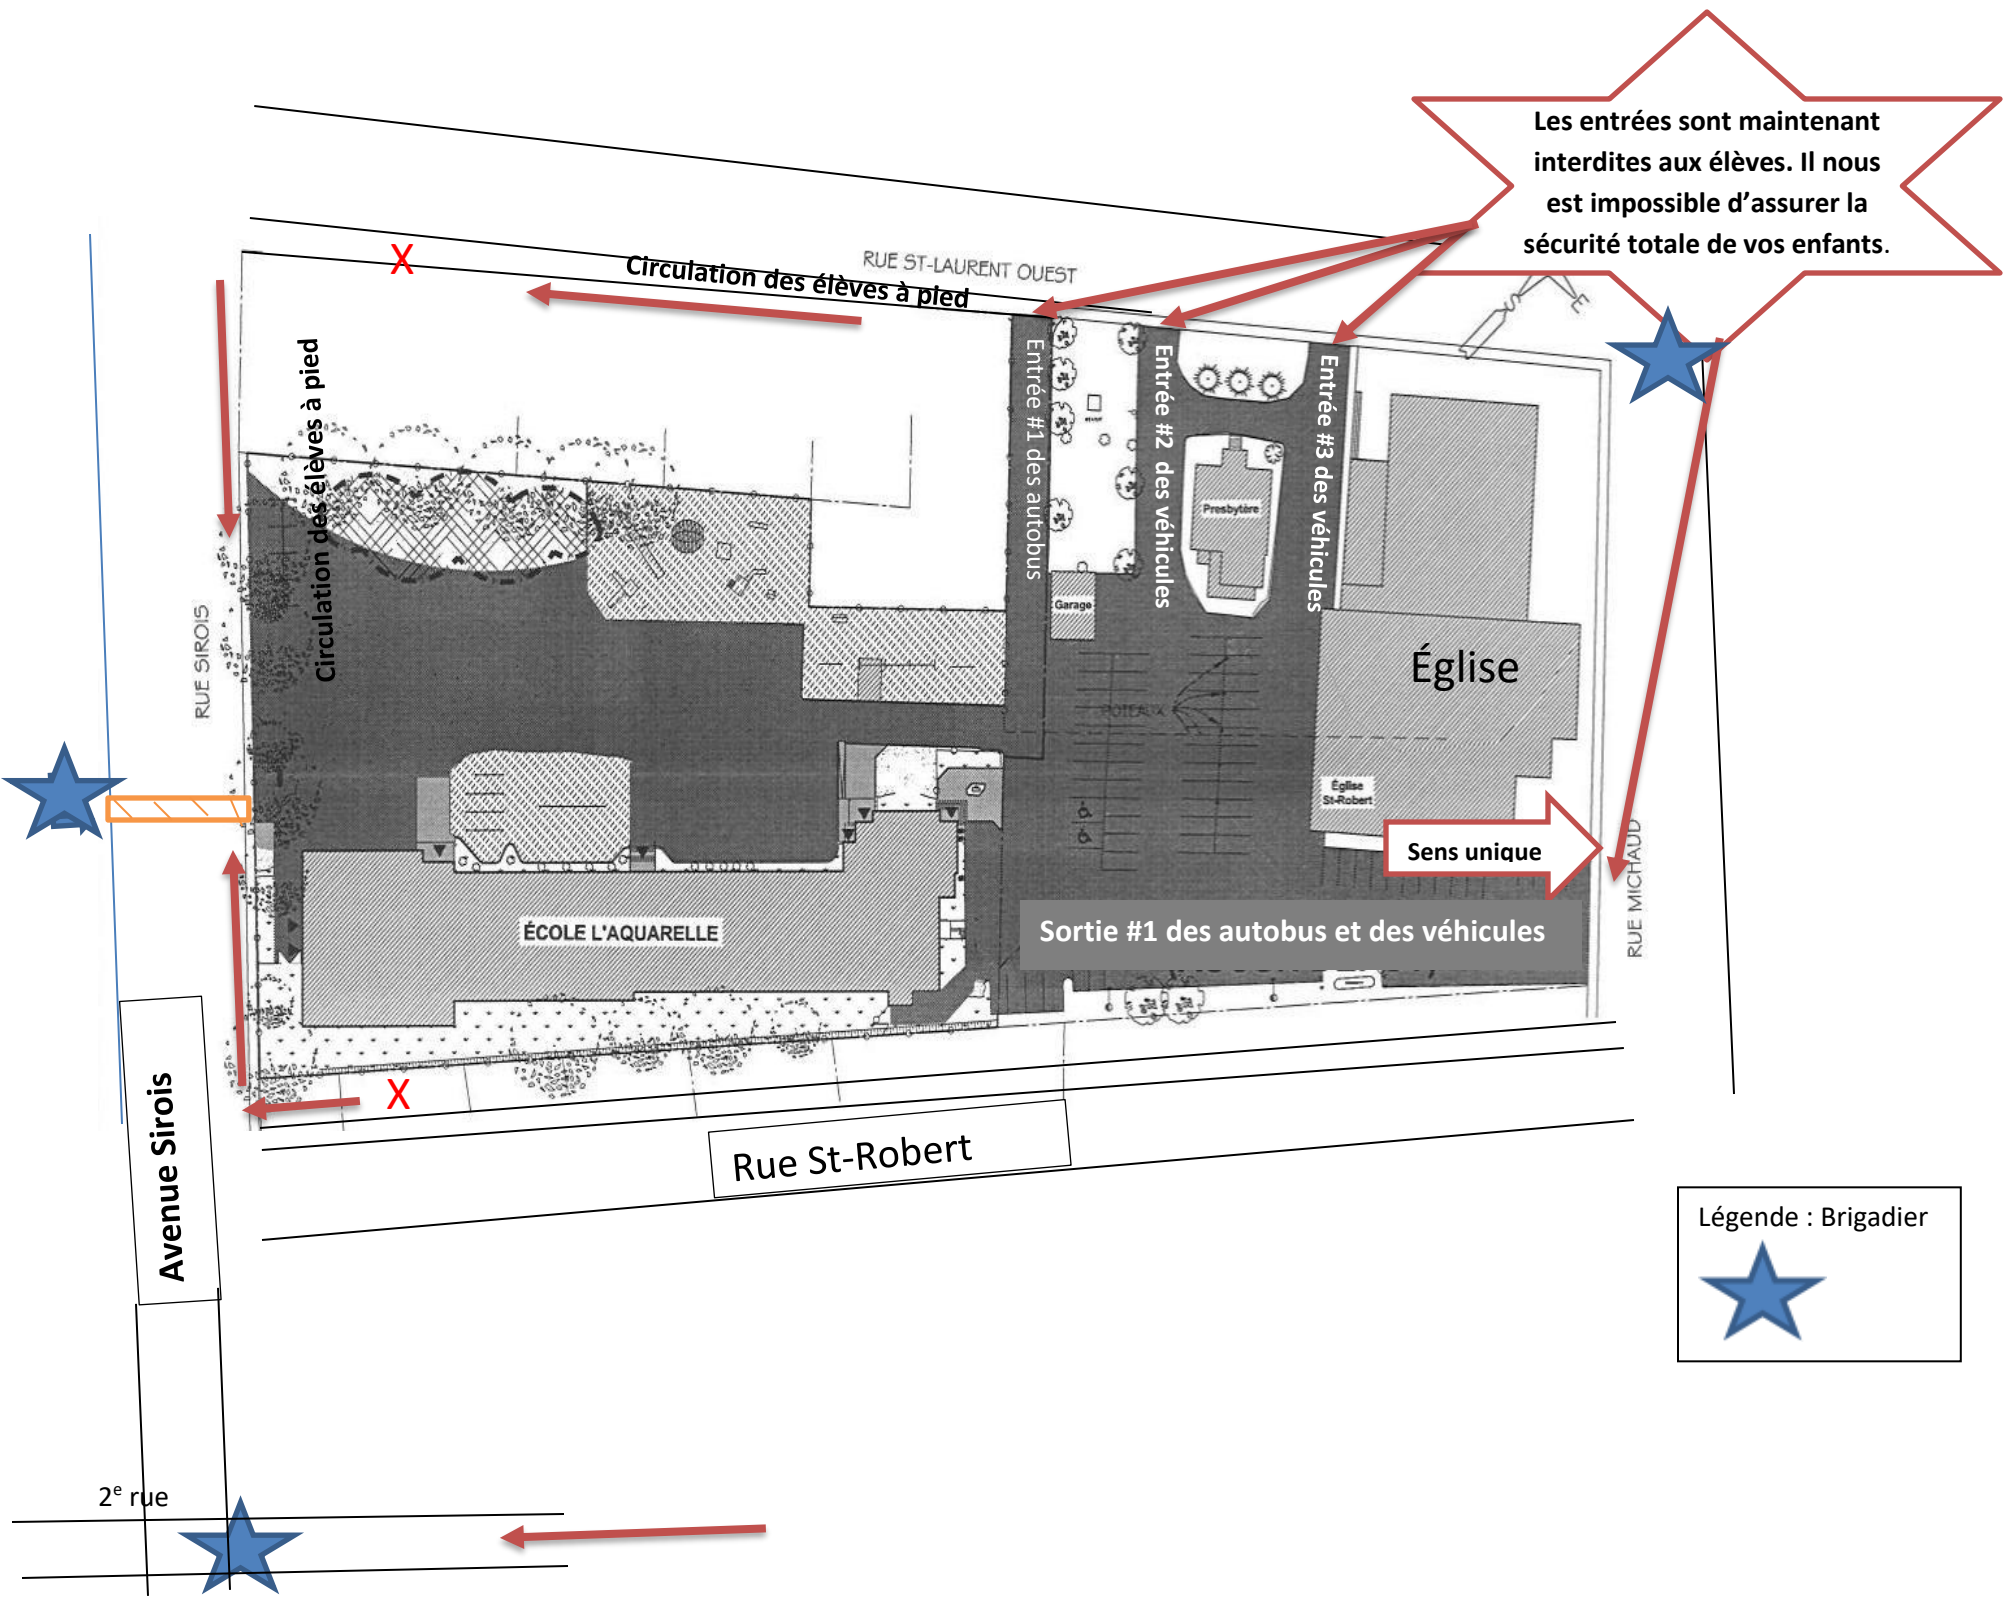 Les entrées sont maintenant
interdites aux élèves. Il nous
est impossible d’assurer la
sécurité totale de vos enfants.
RUE ST-LAURENT OUEST
Circulation des élèves à pied
X
S
E
Circulation des élèves à pied
Entrée #1 des autobus
Entrée #2 des véhicules
Entrée #3 des véhicules
Presbytère
Garage
RUE SIROIS
POTEAUX
Église
Église
St-Robert
Sens unique
RUE MICHAUD
ÉCOLE L'AQUARELLE
Sortie #1 des autobus et des véhicules
X
Avenue Sirois
Rue St-Robert
Légende : Brigadier
2e rue